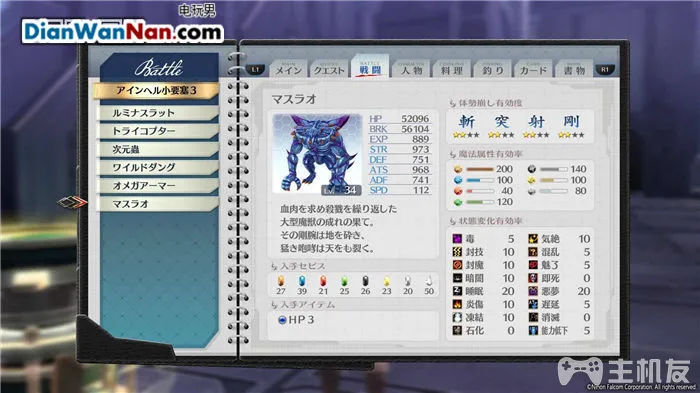 电玩男
DianWanNan.com
Battle
アインヘル小要塞3
ルミナスラット
トライコプター
次元蟲
ワイルドダング
オメガアーマー
マスラオ
L1
メイン
クエスト
BATTLE
戦闘
人物
料理
釣り
カード
書物
R1
マスラオ
Lv. 34
HP 52096
BRK 56104
EXP 889
STR 973
DEF 751
ATS 968
ADF 741
SPD 112
血肉を求め殺戮を繰り返した
大型魔獣の成れの果て。
その剛腕は地を砕き、
猛き咆哮は天をも裂く。
入手セピス
27 39 21 25 26 23 20 50
入手アイテム
HP3
体勢崩し有効度
斬 突 射 剛
魔法属性有効率
200 140
100 100
40 80
120
状態変化有効率
毒 5 気絶 10
封技 10 混乱 5
封魔 10 魅了 5
暗闇 10 即死 0
睡眠 20 悪夢 20
炎傷 10 遅延 5
凍結 10 消滅 0
石化 0 能力低下 5
主机友
©Nihon Falcom Corporation. All rights reserved.